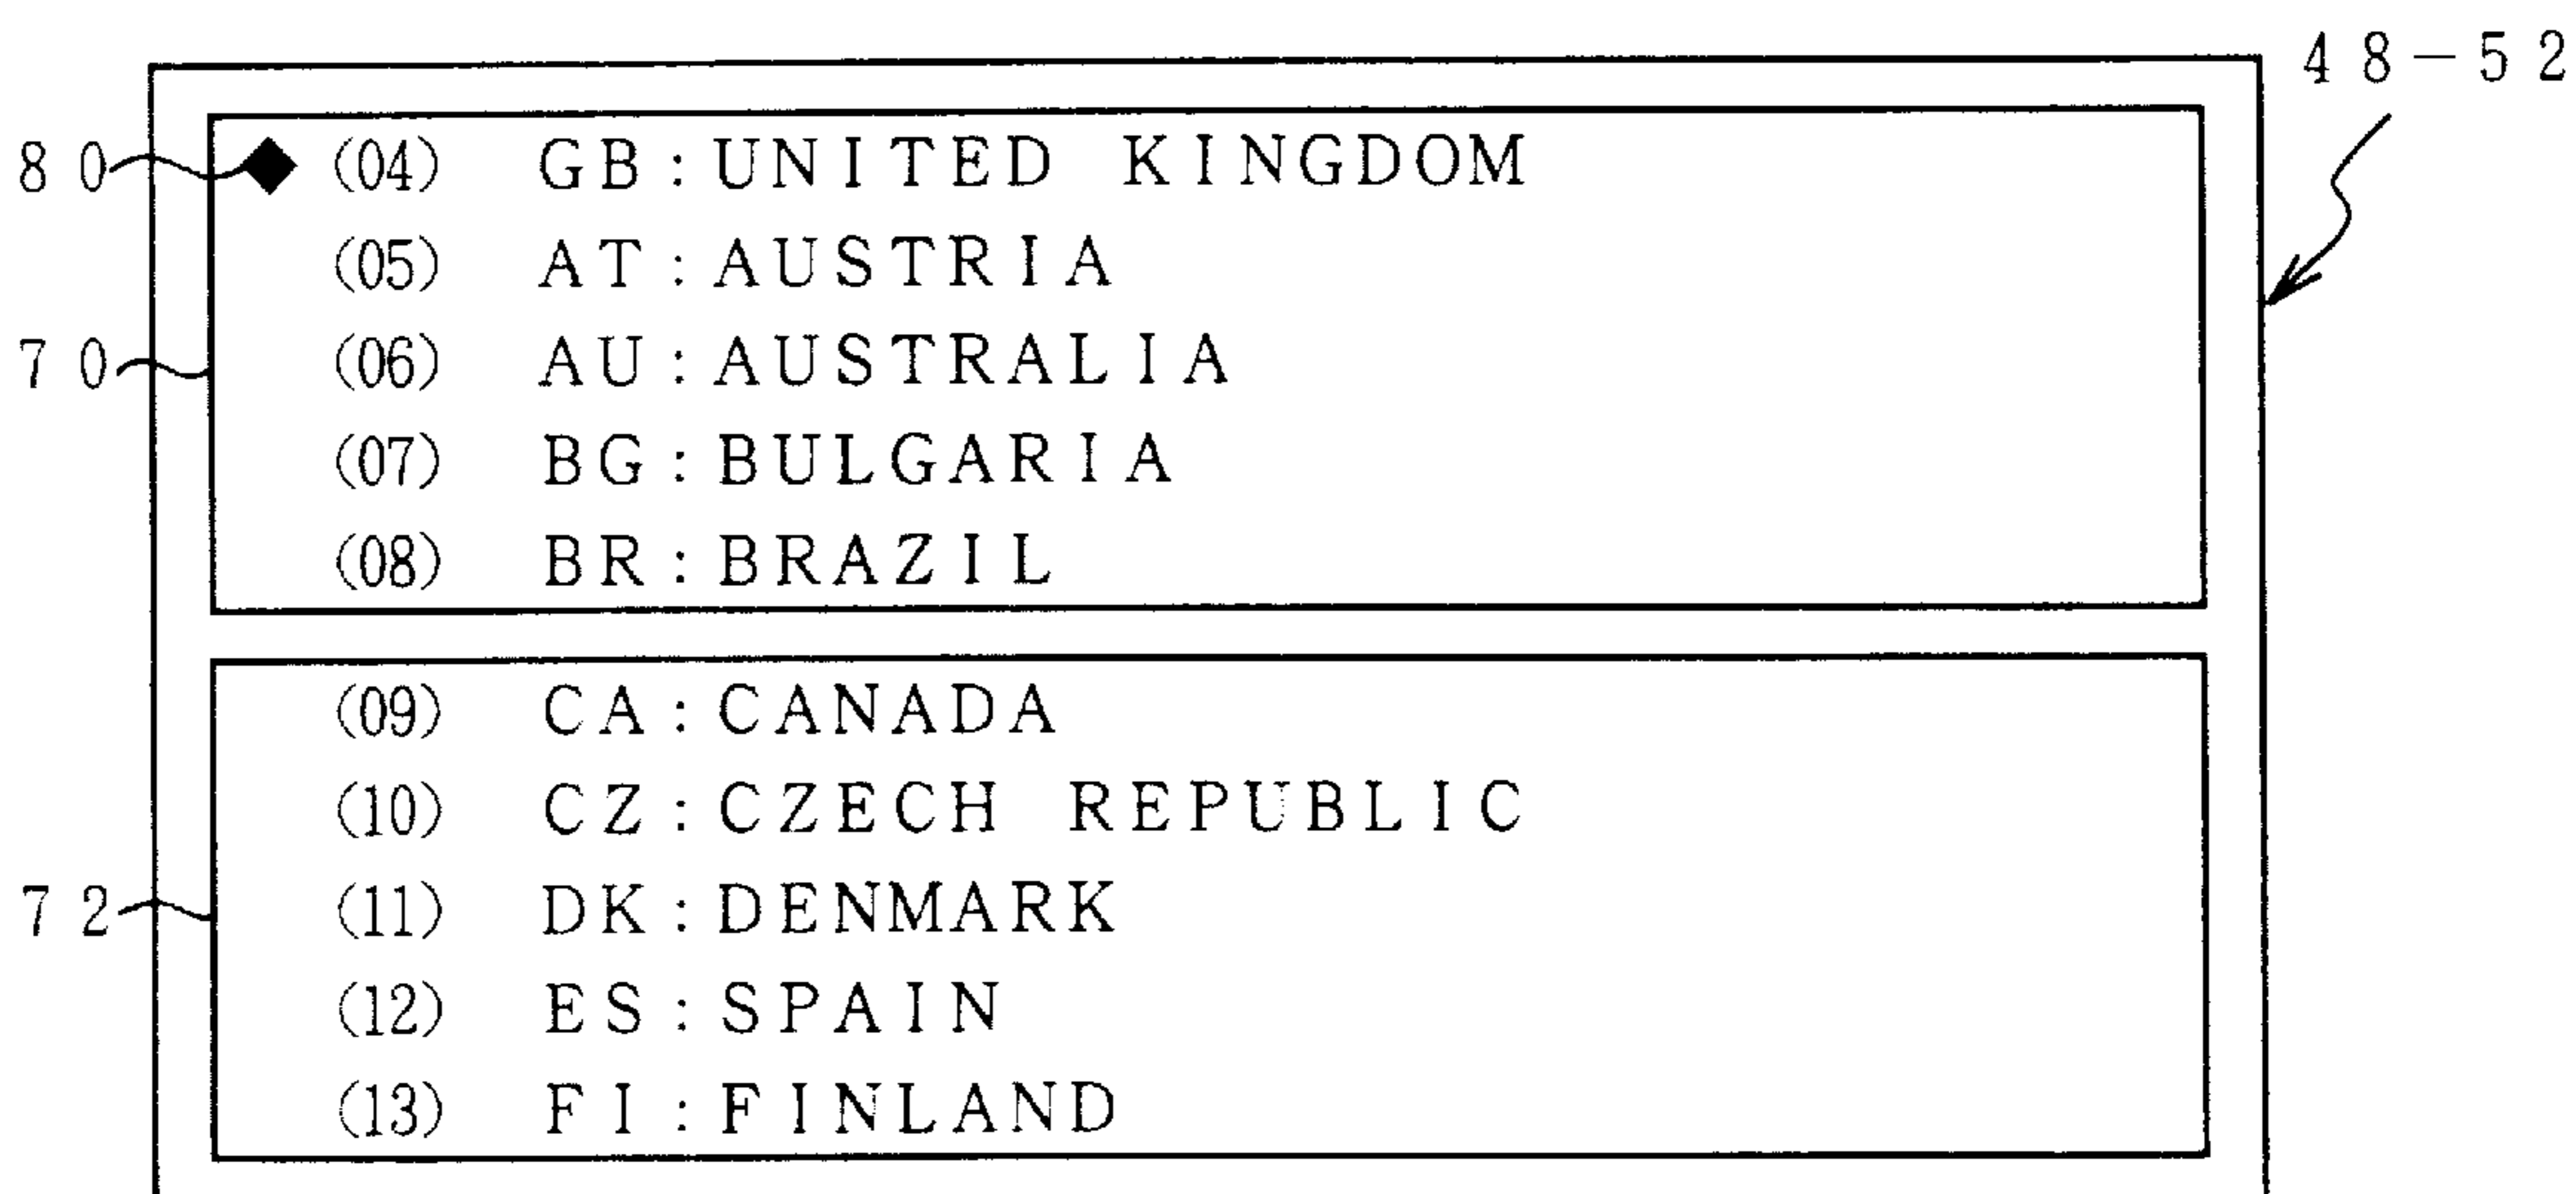 48-52
80 ◆ (04) GB:UNITED KINGDOM
(05) AT:AUSTRIA
70 (06) AU:AUSTRALIA
(07) BG:BULGARIA
(08) BR:BRAZIL
(09) CA:CANADA
(10) CZ:CZECH REPUBLIC
72 (11) DK:DENMARK
(12) ES:SPAIN
(13) FI:FINLAND